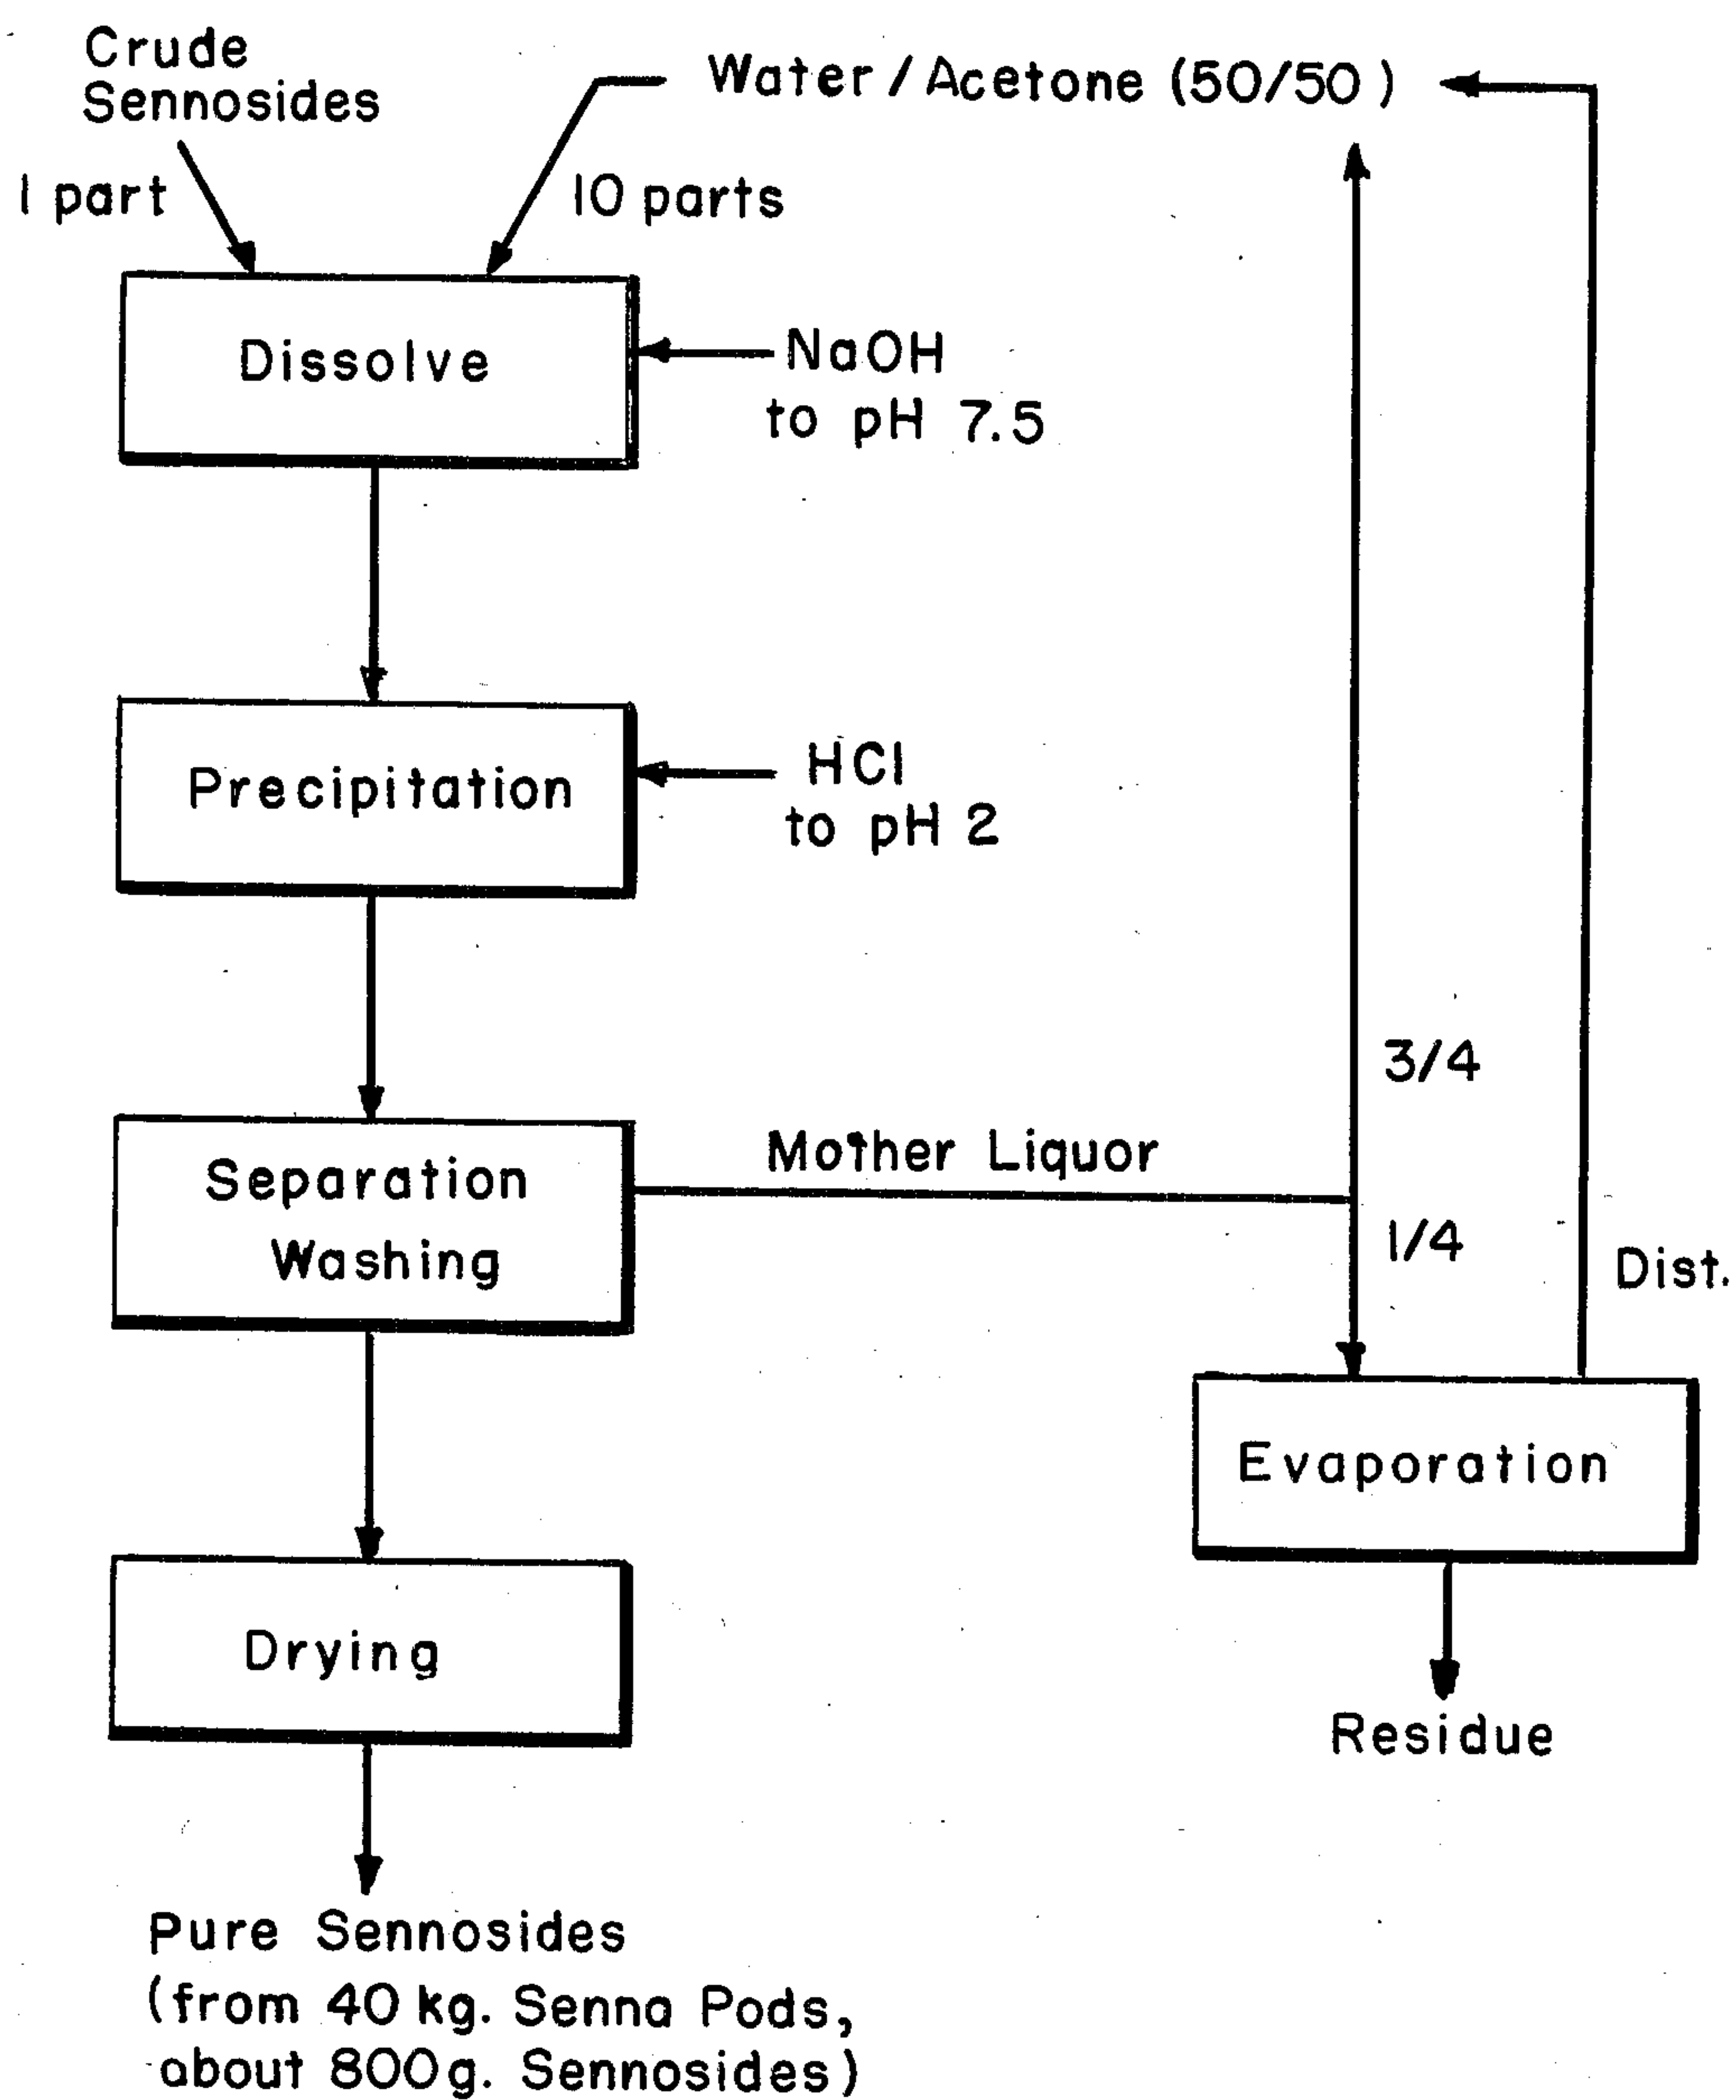 Crude
Sennosides
Water / Acetone (50/50)
1 part
10 parts
Dissolve
NaOH
to pH 7.5
Precipitation
HCl
to pH 2
3/4
Mother Liquor
Separation
Washing
1/4
Dist.
Evaporation
Drying
Residue
Pure Sennosides
(from 40 kg. Senna Pods,
about 800g. Sennosides)